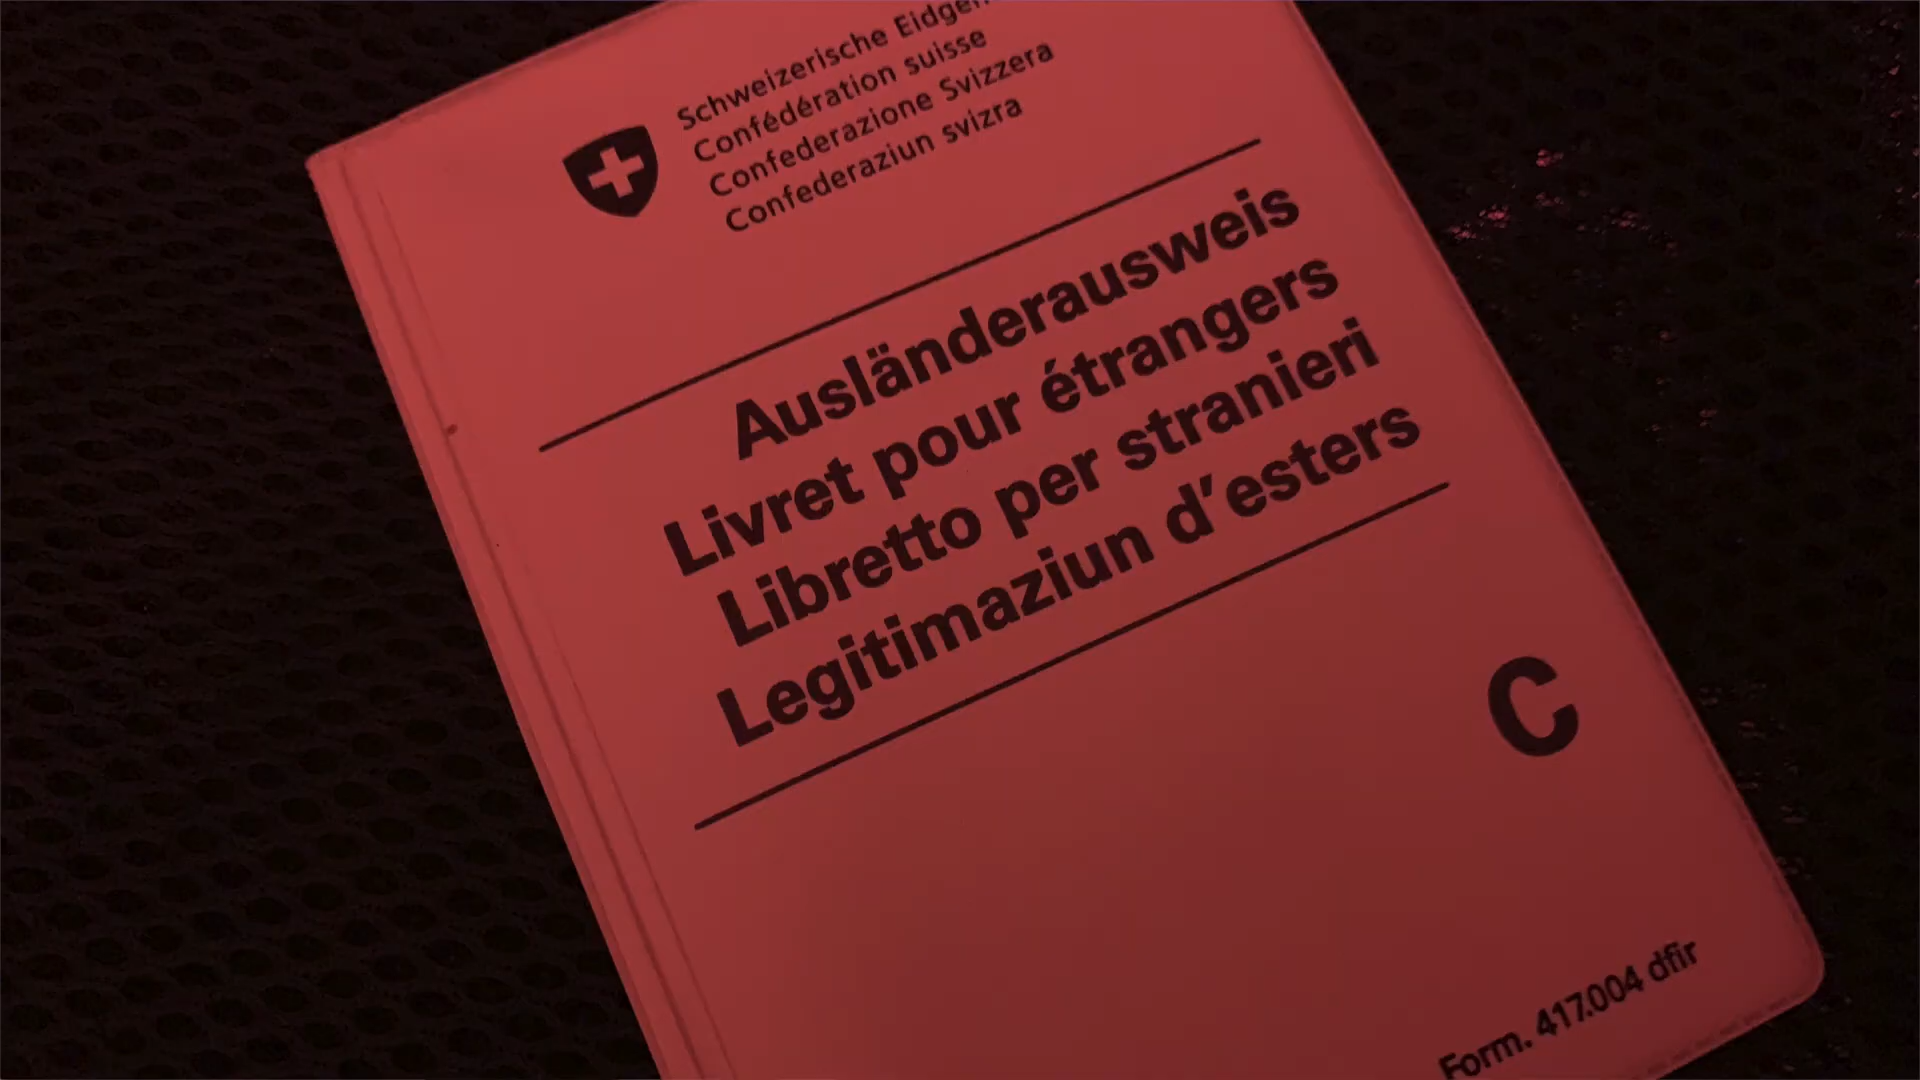 Schweizerische
Confédération suisse
Confederazione Svizzera
Confederaziun svizra
Ausländerausweis
Livret pour étrangers
Libretto per stranieri
Legitimaziun d'esters
C
Form. 417.004 dfir